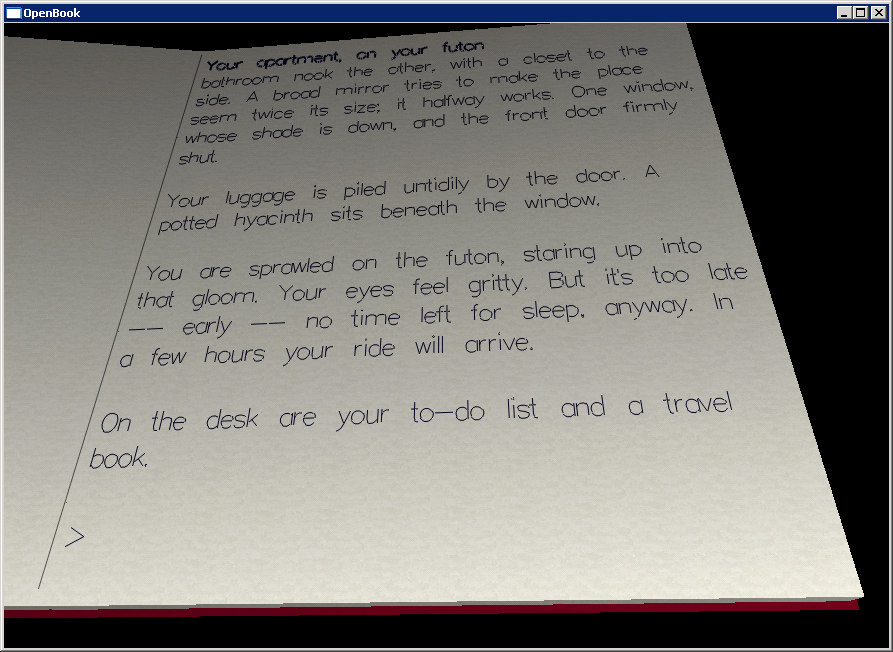 OpenBook
Your apartment, on your futon
bathroom nook the other, with a closet to the
side. A broad mirror tries to make the place
seem twice its size; it halfway works. One window,
whose shade is down, and the front door firmly
shut.
Your luggage is piled untidily by the door. A
potted hyacinth sits beneath the window.
You are sprawled on the futon, staring up into
that gloom. Your eyes feel gritty. But it's too late
—— early —— no time left for sleep, anyway. In
a few hours your ride will arrive.
On the desk are your to—do list and a travel
book.
>